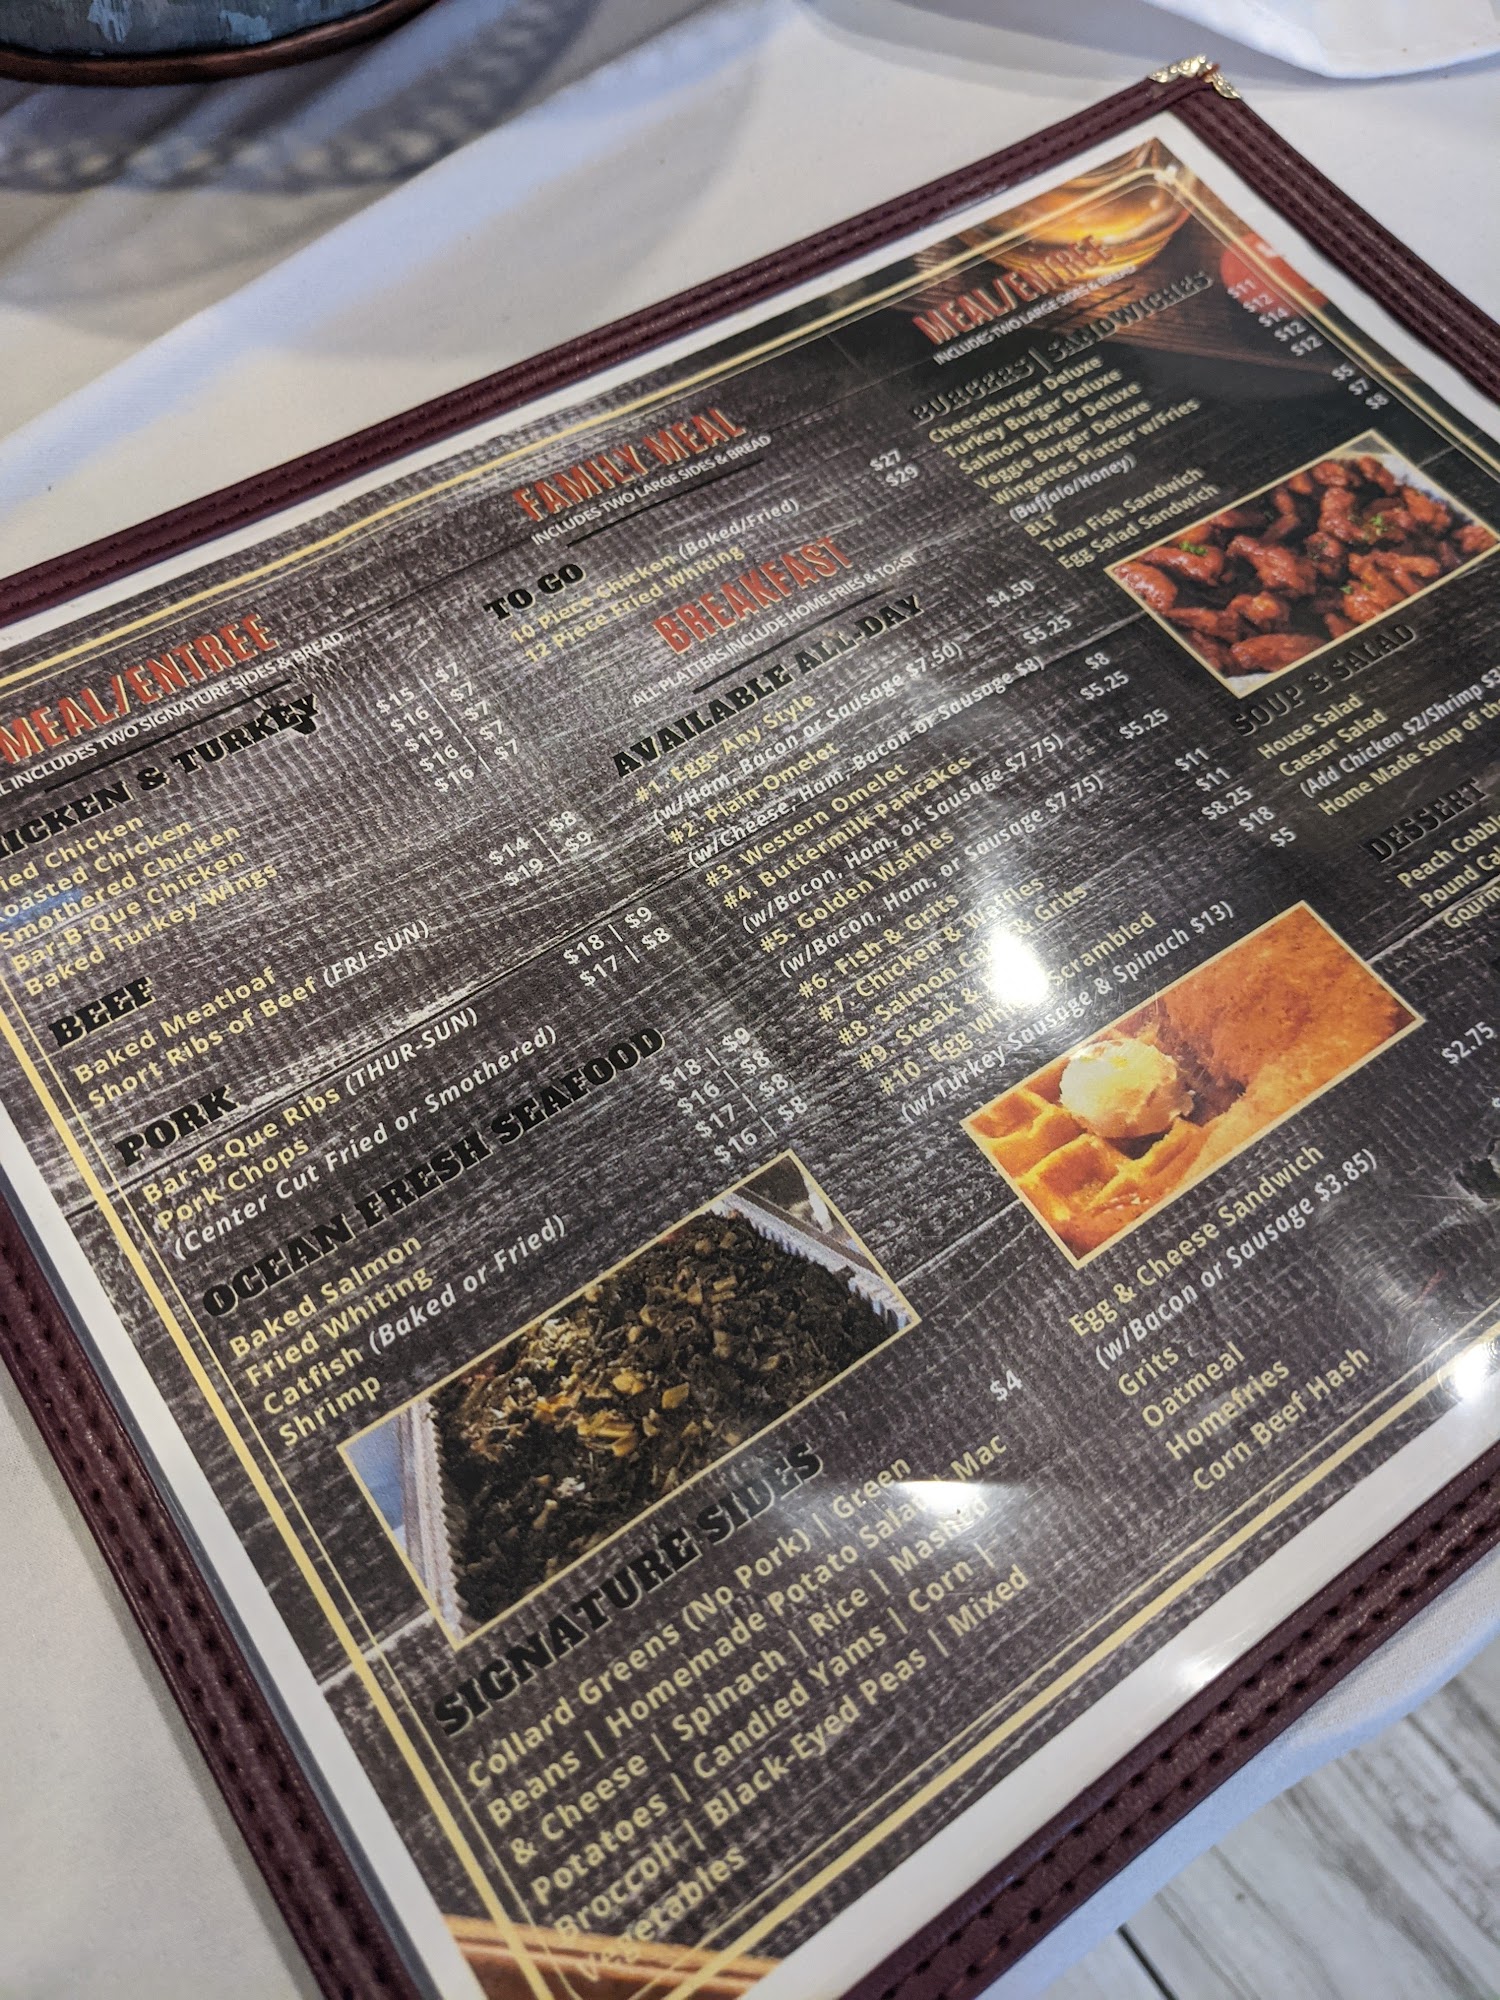 MEAL/ENTREE
INCLUDES TWO SIGNATURE SIDES & BREAD
CHICKEN & TURKEY
Chicken $15 | $7
Roasted Chicken $16 | $7
Smothered Chicken $15 | $7
Bar-B-Que Chicken $16 | $7
Baked Turkey Wings $16 | $7
BEEF
Baked Meatloaf $14 | $8
Short Ribs of Beef (FRI-SUN) $19 | $9
PORK
Bar-B-Que Ribs (THUR-SUN) $18 | $9
Pork Chops $17 | $8
(Center Cut Fried or Smothered)
OCEAN FRESH SEAFOOD
Baked Salmon $18 | $9
Fried Whiting $16 | $8
Catfish (Baked or Fried) $17 | $8
Shrimp $16 | $8
SIGNATURE SIDES $4
Collard Greens (No Pork) | Green
Beans | Homemade Potato Salad | Mac
& Cheese | Spinach | Rice | Mashed
Potatoes | Candied Yams | Corn |
Broccoli | Black-Eyed Peas | Mixed
Vegetables
FAMILY MEAL
INCLUDES TWO LARGE SIDES & BREAD
TO GO
10 Piece Chicken (Baked/Fried) $27
12 Piece Fried Whiting $29
BREAKFAST
ALL PLATTERS INCLUDE HOME FRIES & TOAST
AVAILABLE ALL-DAY
#1. Eggs Any Style $4.50
(w/Ham, Bacon or Sausage $7.50)
#2. Plain Omelet $5.25
(w/Cheese, Ham, Bacon or Sausage $8)
#3. Western Omelet $8
#4. Buttermilk Pancakes $5.25
(w/Bacon, Ham, or Sausage $7.75)
#5. Golden Waffles $5.25
(w/Bacon, Ham, or Sausage $7.75)
#6. Fish & Grits $11
#7. Chicken & Waffles $11
#8. Salmon & Grits $8.25
#9. Steak & $18
#10. Egg Scrambled $5
(w/Turkey Sausage & Spinach $13)
Egg & Cheese Sandwich $2.75
(w/Bacon or Sausage $3.85)
Grits
Oatmeal
Homefries
Corn Beef Hash
MEAL/ENTREE
INCLUDES TWO LARGE SIDES & BREAD
BURGERS | SANDWICHES
Cheeseburger Deluxe $11
Turkey Burger Deluxe $12
Salmon Burger Deluxe $14
Veggie Burger Deluxe $12
Wingettes Platter w/Fries $12
(Buffalo/Honey)
BLT $5
Tuna Fish Sandwich $7
Egg Salad Sandwich $8
SOUP & SALAD
House Salad
Caesar Salad
(Add Chicken $2/Shrimp
Home Made Soup of the
DESSERT
Peach
Pound